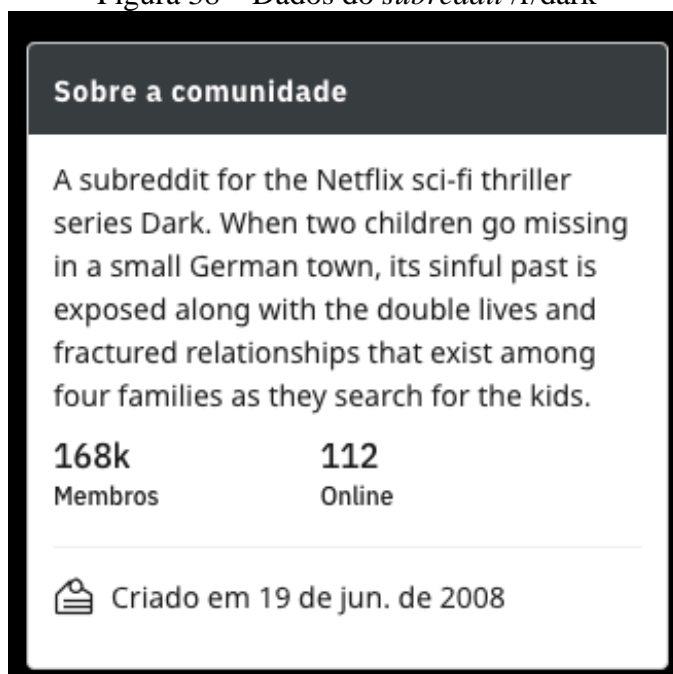 Sobre a comunidade
A subreddit for the Netflix sci-fi thriller
series Dark. When two children go missing
in a small German town, its sinful past is
exposed along with the double lives and
fractured relationships that exist among
four families as they search for the kids.
168k 112
Membros Online
Criado em 19 de jun. de 2008